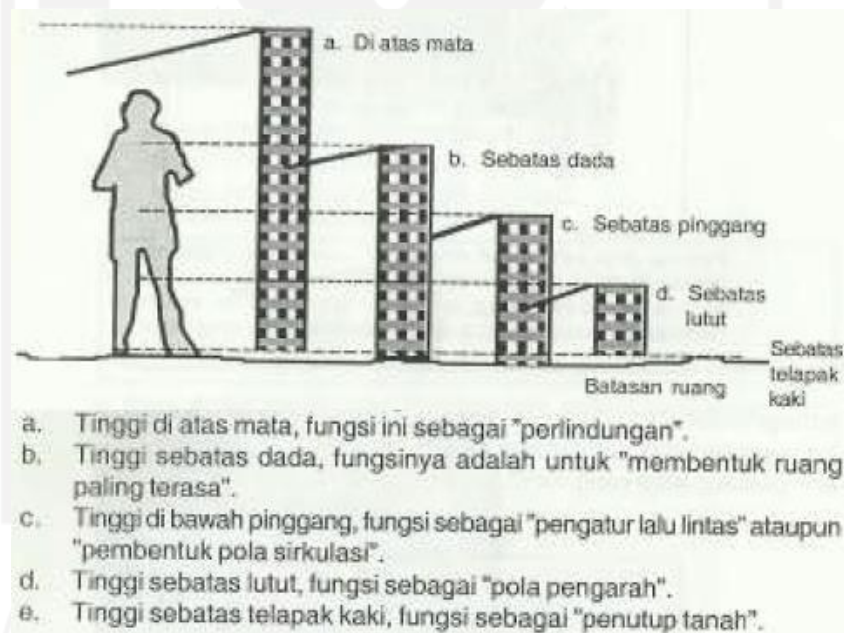 a. Di atas mata
b. Sebatas dada
c. Sebatas pinggang
d. Sebatas
lutut
Sebatas
telapak
kaki
Batasan ruang
a. Tinggi di atas mata, fungsi ini sebagai "perlindungan".
b. Tinggi sebatas dada, fungsinya adalah untuk "membentuk ruang
paling terasa".
c. Tinggi di bawah pinggang, fungsi sebagai "pengatur lalu lintas" ataupun
"pembentuk pola sirkulasi".
d. Tinggi sebatas lutut, fungsi sebagai "pola pengarah".
e. Tinggi sebatas telapak kaki, fungsi sebagai "penutup tanah".